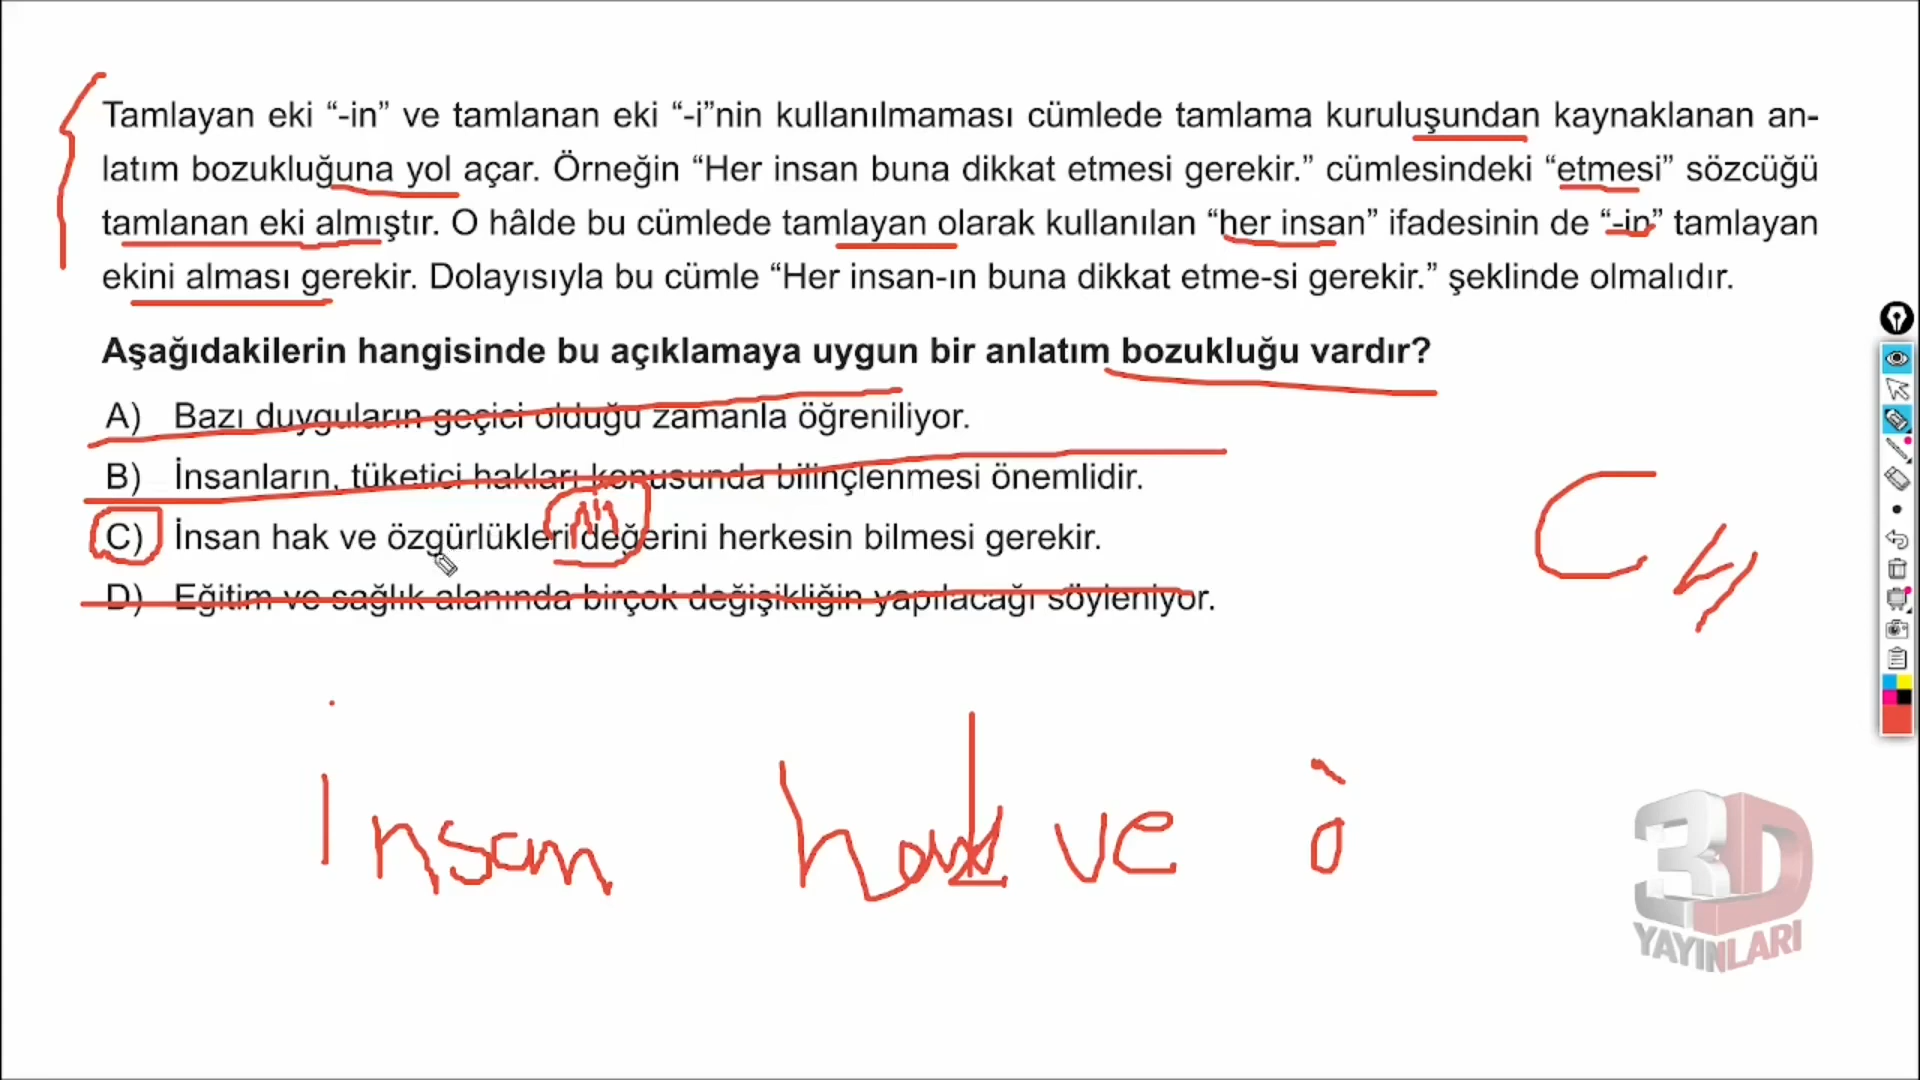 Tamlayan eki “-in” ve tamlanan eki “-i”nin kullanılmaması cümlede tamlama kuruluşundan kaynaklanan an-
latım bozukluğuna yol açar. Örneğin “Her insan buna dikkat etmesi gerekir.” cümlesindeki “etmesi” sözcüğü
tamlanan eki almıştır. O hâlde bu cümlede tamlayan olarak kullanılan “her insan” ifadesinin de “-in” tamlayan
ekini alması gerekir. Dolayısıyla bu cümle “Her insan-ın buna dikkat etme-si gerekir.” şeklinde olmalıdır.
Aşağıdakilerin hangisinde bu açıklamaya uygun bir anlatım bozukluğu vardır?
A) Bazı duyguların geçici olduğu zamanla öğreniliyor.
B) İnsanların, tüketici hakları konusunda bilinçlenmesi önemlidir.
C) İnsan hak ve özgürlükleri değerini herkesin bilmesi gerekir.
D) Eğitim ve sağlık alanında birçok değişikliğin yapılacağı söyleniyor.
C
İnsan hak ve ö
3D
YAYINLARI